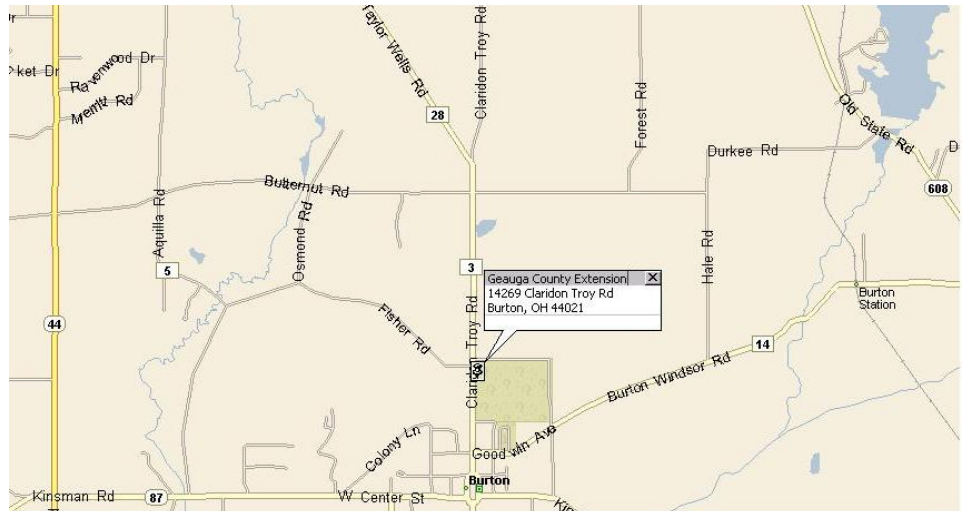 Taylor Wells Rd
Claridon Troy Rd
ket Dr
Ravenwood Dr
Merritt Rd
28
Forest Rd
Old State Rd
Durkee Rd
D
608
Butternut Rd
Aquilla Rd
Osmond Rd
Hale Rd
5
3
Geauga County Extension
14269 Claridon Troy Rd
Burton, OH 44021
Burton
Station
44
Fisher Rd
14
Claridon Troy Rd
Burton Windsor Rd
Colony Ln
Goodwin Ave
Burton
Kinsman Rd
87
W Center St